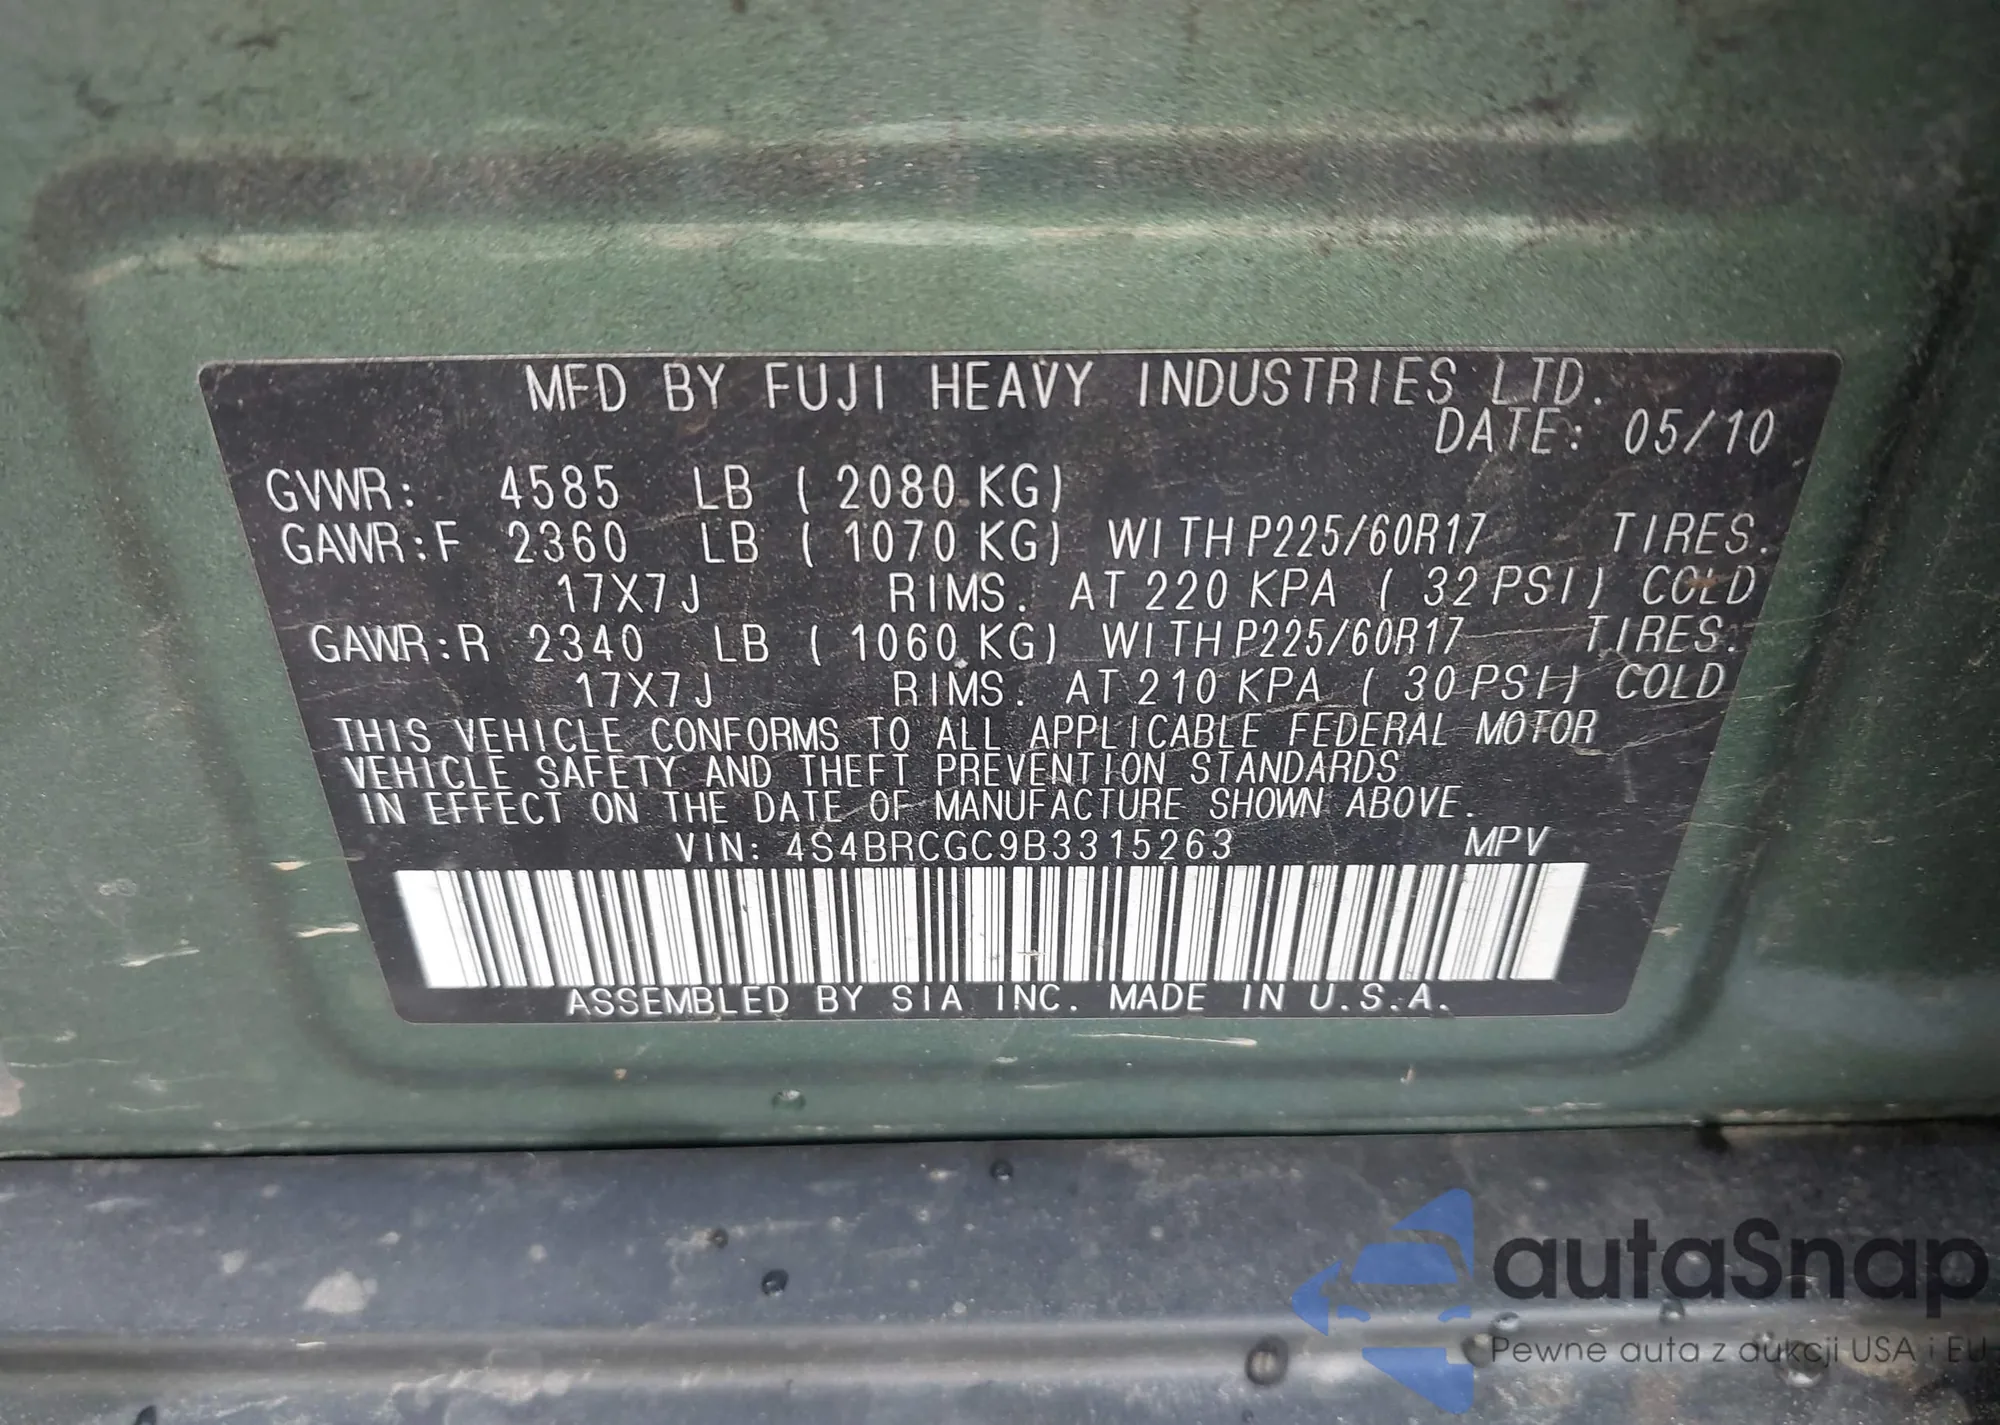 MFD BY FUJI HEAVY INDUSTRIES LTD.
DATE: 05/10
GVWR: 4585 LB ( 2080 KG)
GAWR:F 2360 LB ( 1070 KG) WITH P225/60R17 TIRES.
17X7J RIMS. AT 220 KPA ( 32 PSI) COLD
GAWR:R 2340 LB ( 1060 KG) WITH P225/60R17 TIRES.
17X7J RIMS. AT 210 KPA ( 30 PSI) COLD
THIS VEHICLE CONFORMS TO ALL APPLICABLE FEDERAL MOTOR
VEHICLE SAFETY AND THEFT PREVENTION STANDARDS
IN EFFECT ON THE DATE OF MANUFACTURE SHOWN ABOVE.
VIN: 4S4BRCGC9B3315263 MPV
ASSEMBLED BY SIA INC. MADE IN U.S.A.
autaSnap
Pewne auta z aukcji USA i EU